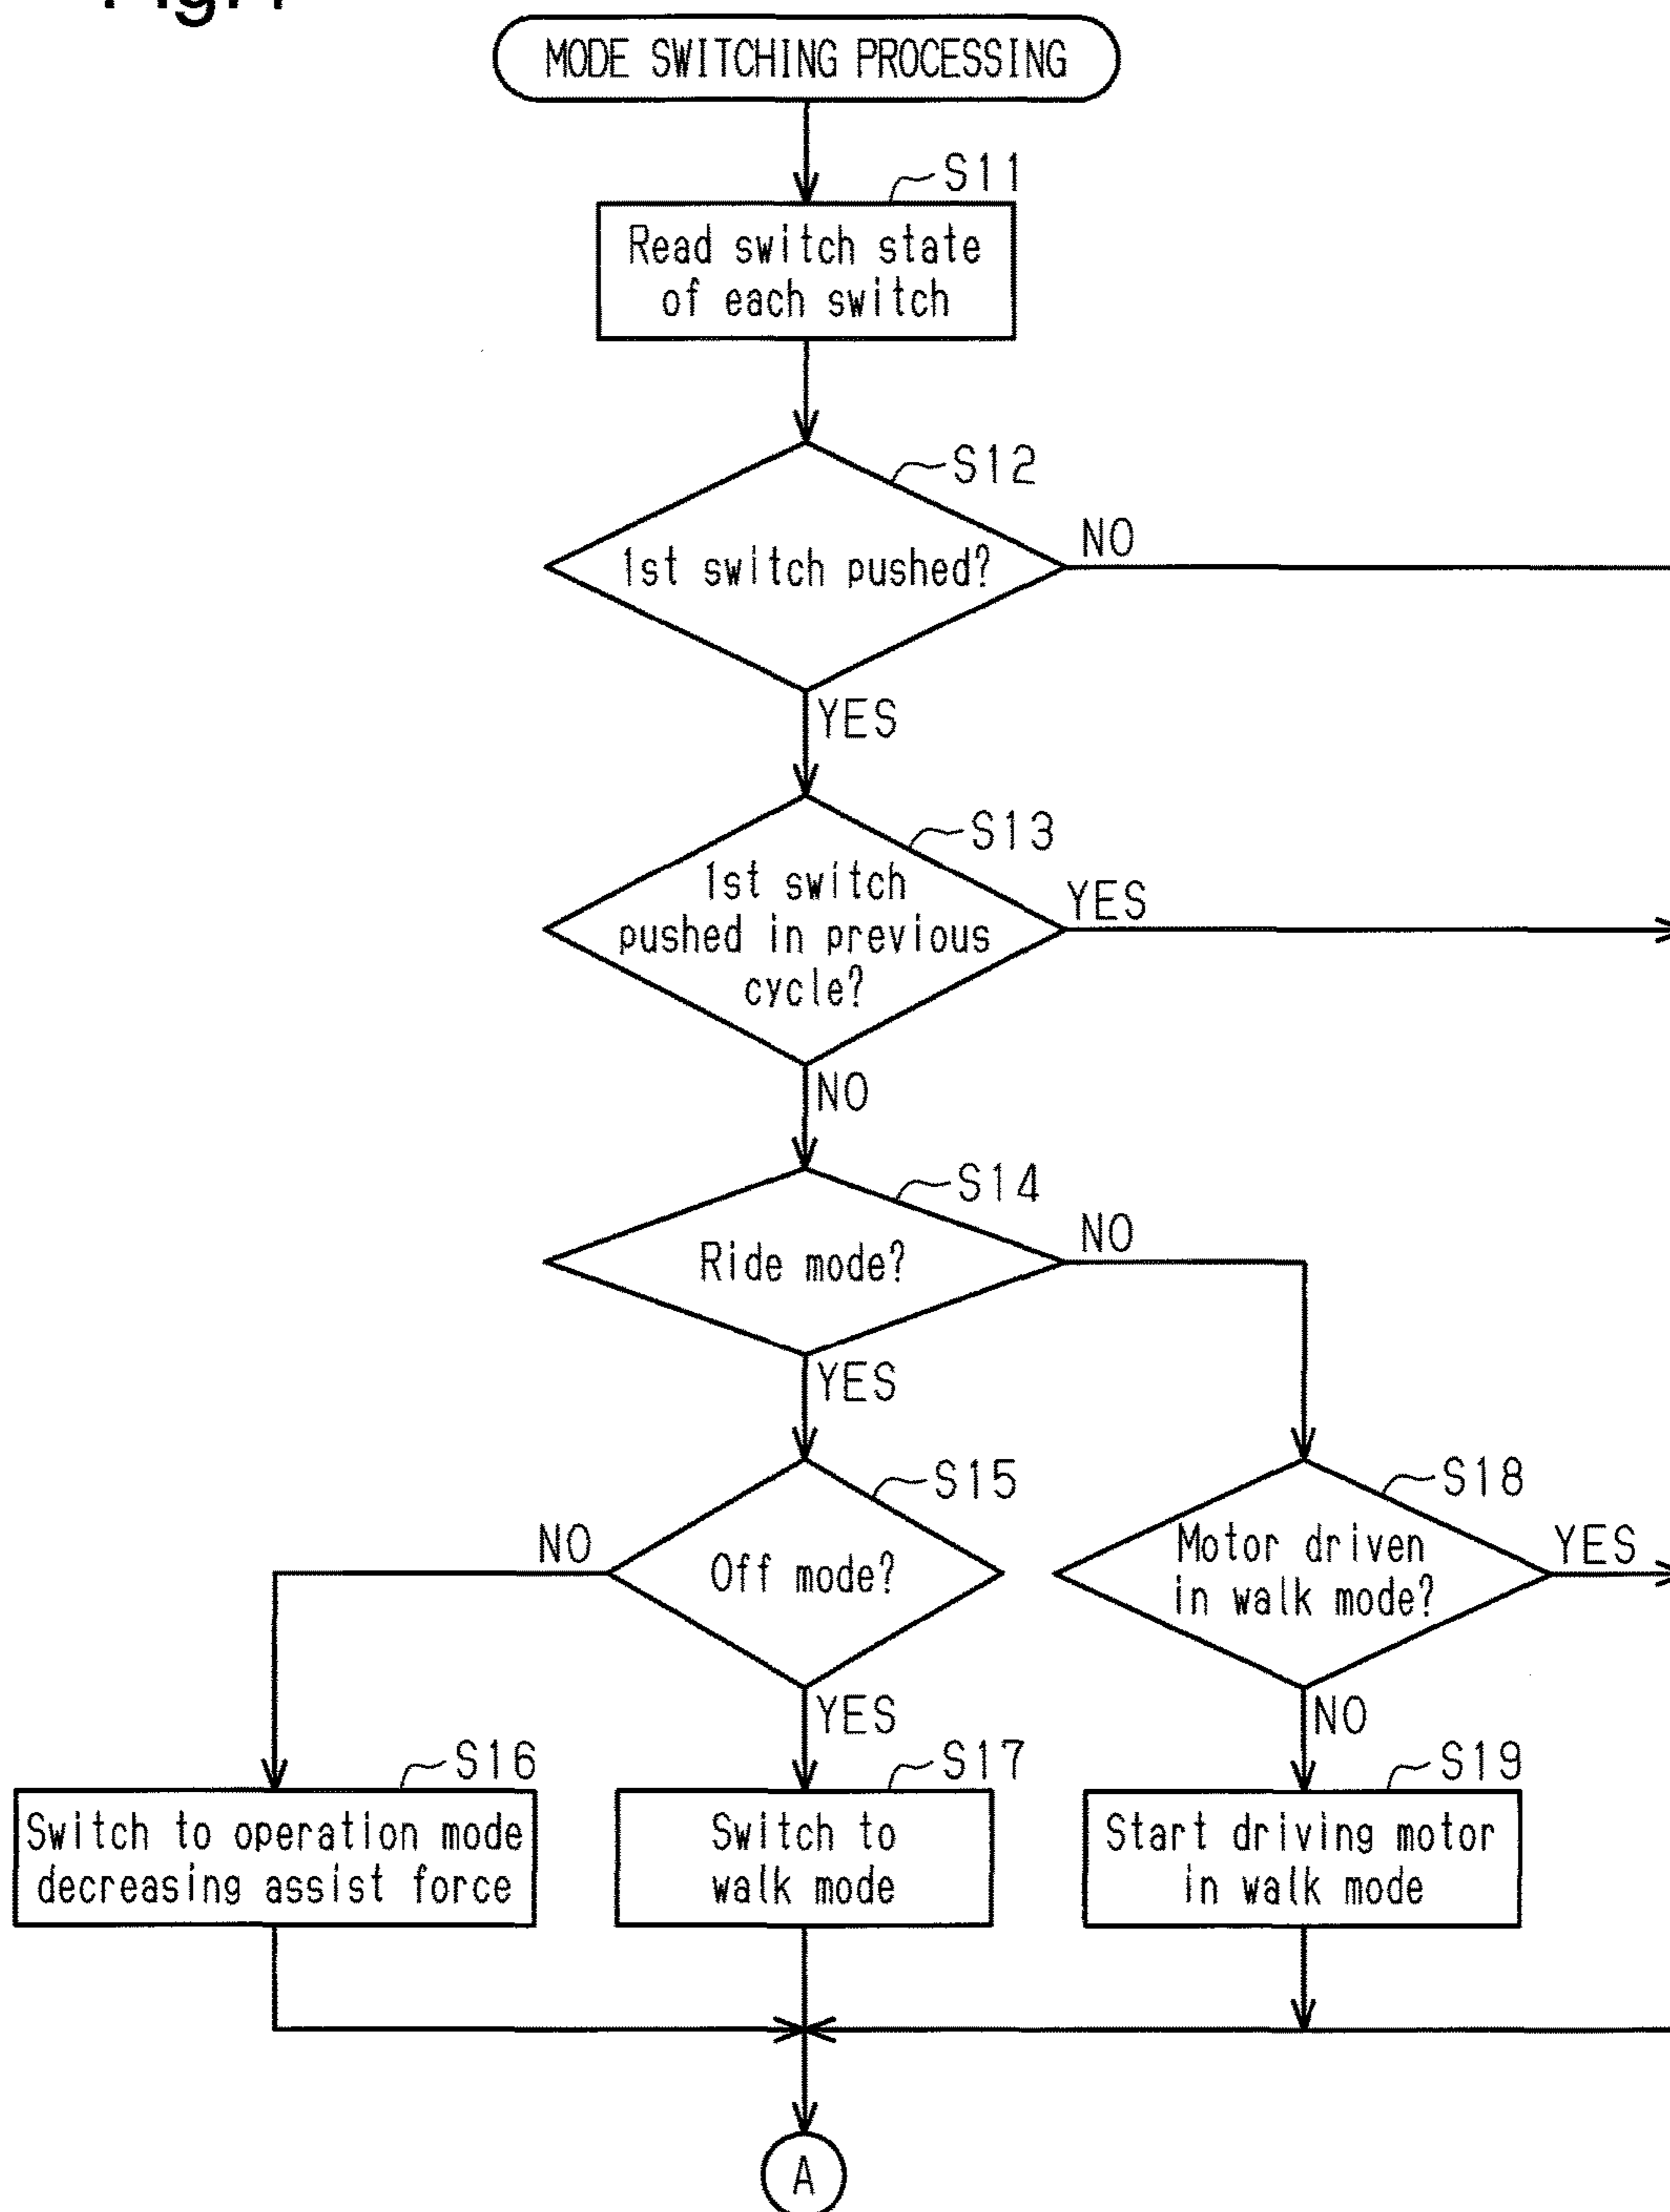 MODE SWITCHING PROCESSING
S11
Read switch state
of each switch
S12
1st switch pushed?
NO
YES
S13
1st switch
pushed in previous
cycle?
YES
NO
S14
Ride mode?
NO
YES
S15
Off mode?
NO
YES
S18
Motor driven
in walk mode?
YES
NO
S16
Switch to operation mode
decreasing assist force
S17
Switch to
walk mode
S19
Start driving motor
in walk mode
A